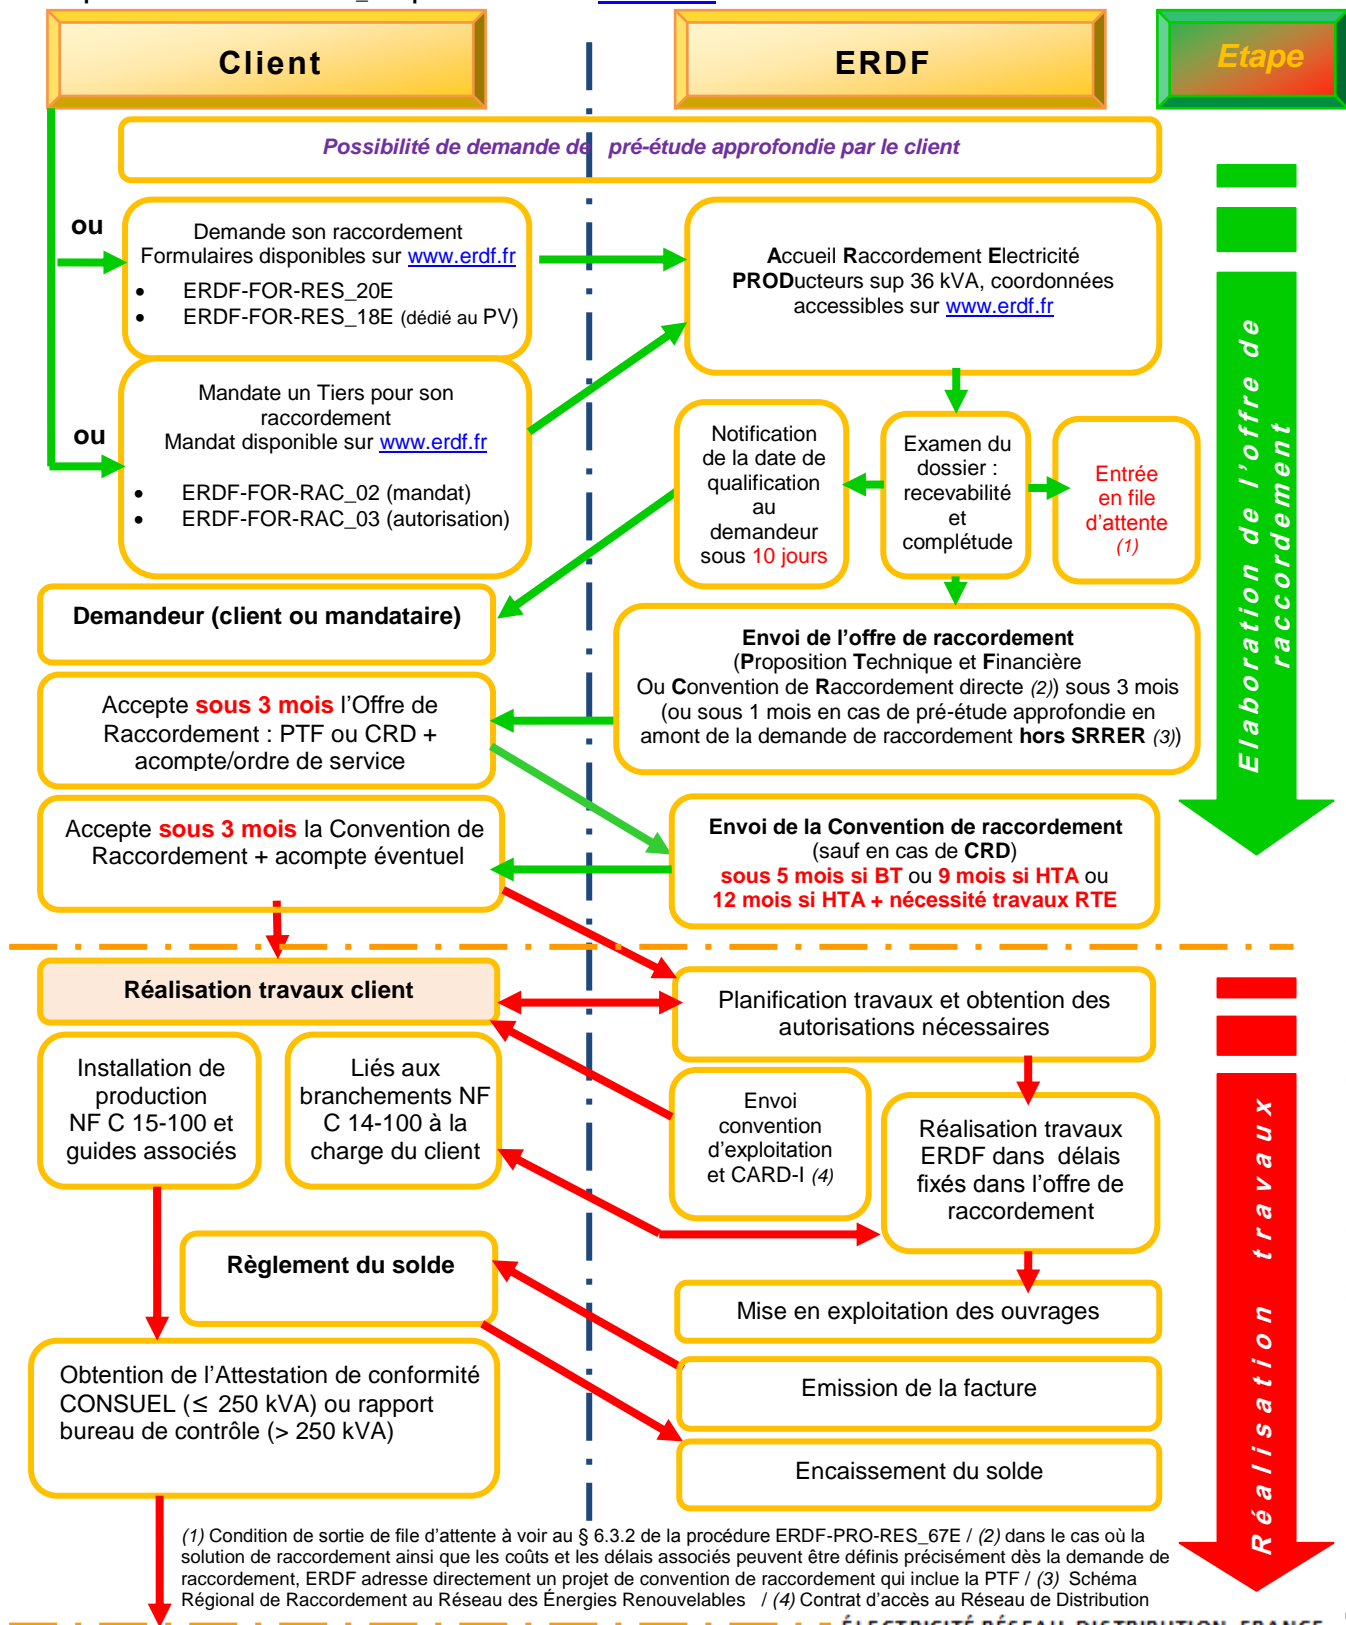 Client
ERDF
Etape
Possibilité de demande de pré-étude approfondie par le client
ou
Demande son raccordement
Formulaires disponibles sur www.erdf.fr
• ERDF-FOR-RES_20E
• ERDF-FOR-RES_18E (dédié au PV)
Accueil Raccordement Electricité
PRODucteurs sup 36 kVA, coordonnées
accessibles sur www.erdf.fr
ou
Mandate un Tiers pour son
raccordement
Mandat disponible sur www.erdf.fr
• ERDF-FOR-RAC_02 (mandat)
• ERDF-FOR-RAC_03 (autorisation)
Notification
de la date de
qualification
au
demandeur
sous 10 jours
Examen du
dossier :
recevabilité
et
complétude
Entrée
en file
d'attente
(1)
Elaboration de l'offre de
raccordement
Demandeur (client ou mandataire)
Envoi de l'offre de raccordement
(Proposition Technique et Financière
Ou Convention de Raccordement directe (2)) sous 3 mois
(ou sous 1 mois en cas de pré-étude approfondie en
amont de la demande de raccordement hors SRRER (3))
Accepte sous 3 mois l'Offre de
Raccordement : PTF ou CRD +
acompte/ordre de service
Accepte sous 3 mois la Convention de
Raccordement + acompte éventuel
Envoi de la Convention de raccordement
(sauf en cas de CRD)
sous 5 mois si BT ou 9 mois si HTA ou
12 mois si HTA + nécessité travaux RTE
Réalisation travaux client
Planification travaux et obtention des
autorisations nécessaires
Installation de
production
NF C 15-100 et
guides associés
Liés aux
branchements NF
C 14-100 à la
charge du client
Envoi
convention
d'exploitation
et CARD-I (4)
Réalisation travaux
ERDF dans délais
fixés dans l'offre de
raccordement
Réalisation travaux
Règlement du solde
Mise en exploitation des ouvrages
Obtention de l'Attestation de conformité
CONSUEL (≤ 250 kVA) ou rapport
bureau de contrôle (> 250 kVA)
Emission de la facture
Encaissement du solde
(1) Condition de sortie de file d'attente à voir au § 6.3.2 de la procédure ERDF-PRO-RES_67E / (2) dans le cas où la
solution de raccordement ainsi que les coûts et les délais associés peuvent être définis précisément dès la demande de
raccordement, ERDF adresse directement un projet de convention de raccordement qui inclue la PTF / (3) Schéma
Régional de Raccordement au Réseau des Énergies Renouvelables / (4) Contrat d'accès au Réseau de Distribution
ÉLECTRICITÉ RÉSEAU DISTRIBUTION FRANCE